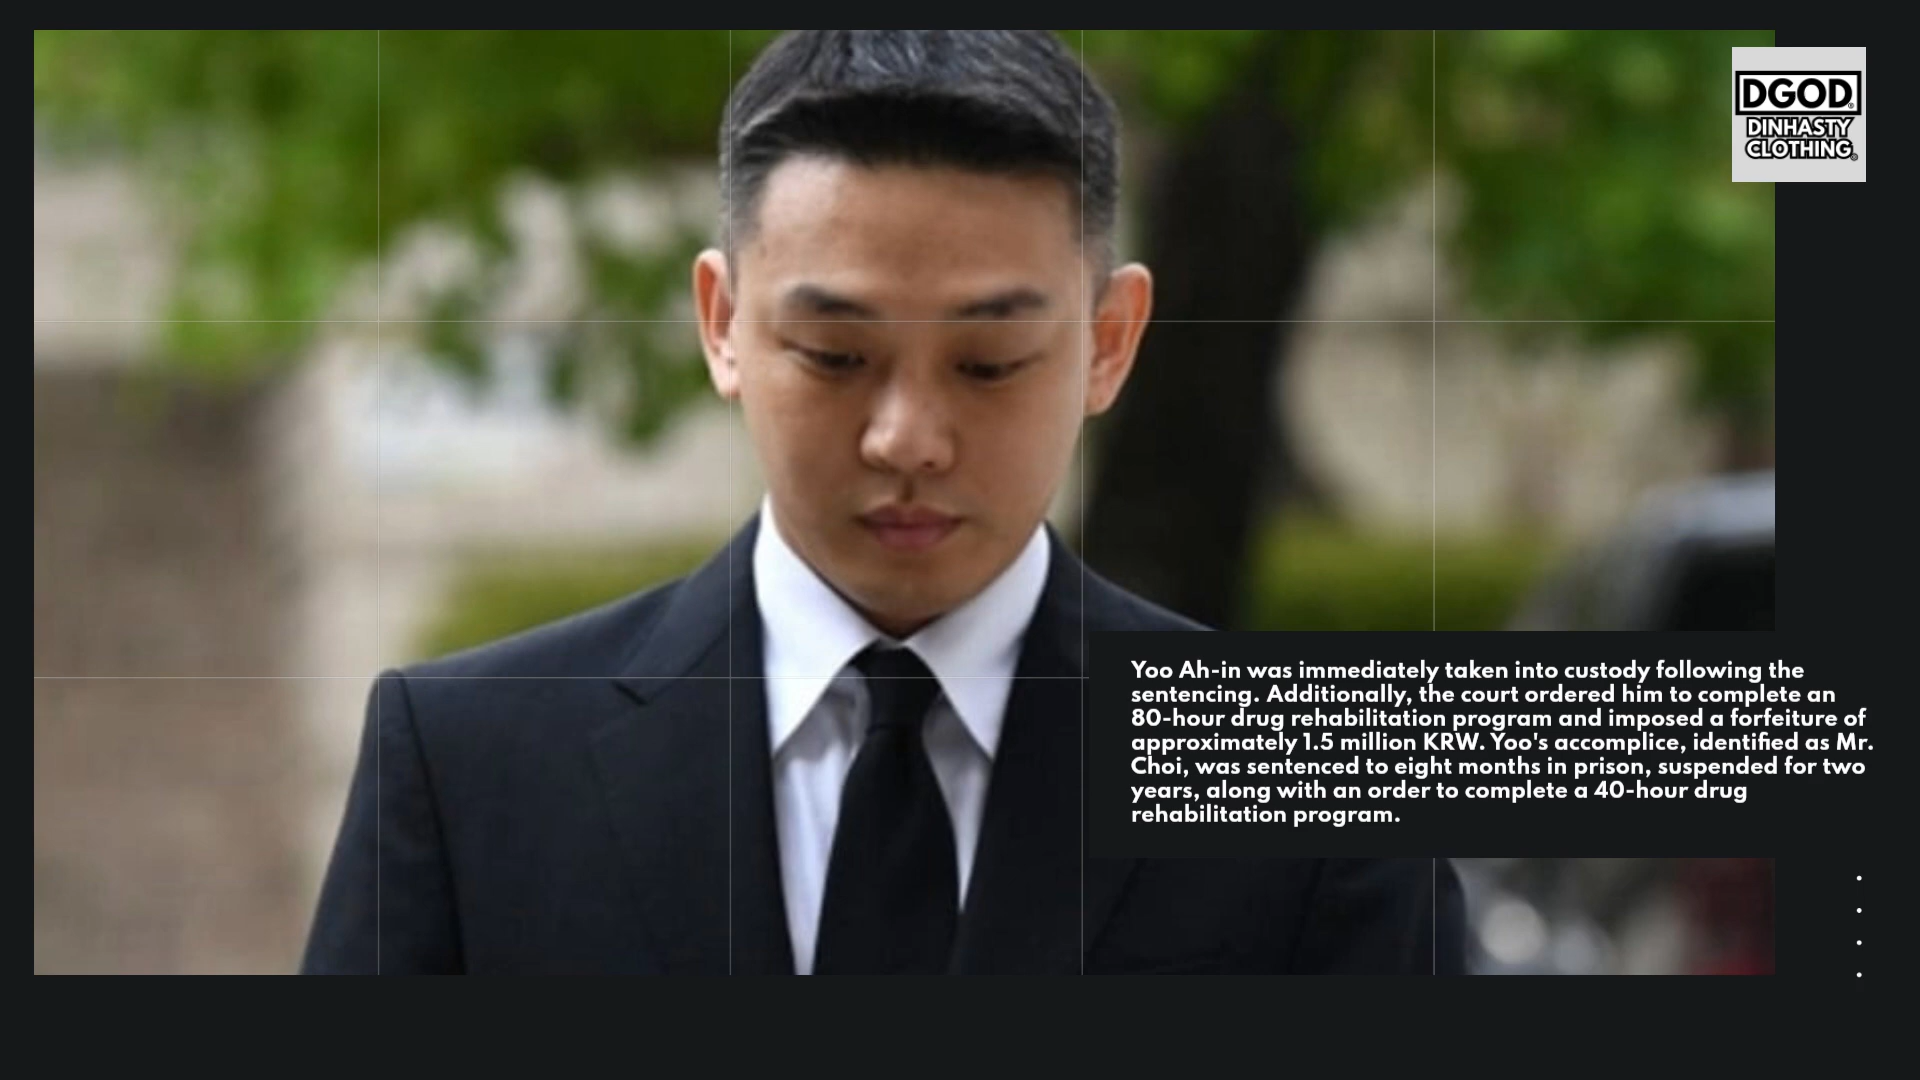 DGOD
DINHASTY
CLOTHING
Yoo Ah-in was immediately taken into custody following the
sentencing. Additionally, the court ordered him to complete an
80-hour drug rehabilitation program and imposed a forfeiture of
approximately 1.5 million KRW. Yoo's accomplice, identified as Mr.
Choi, was sentenced to eight months in prison, suspended for two
years, along with an order to complete a 40-hour drug
rehabilitation program.